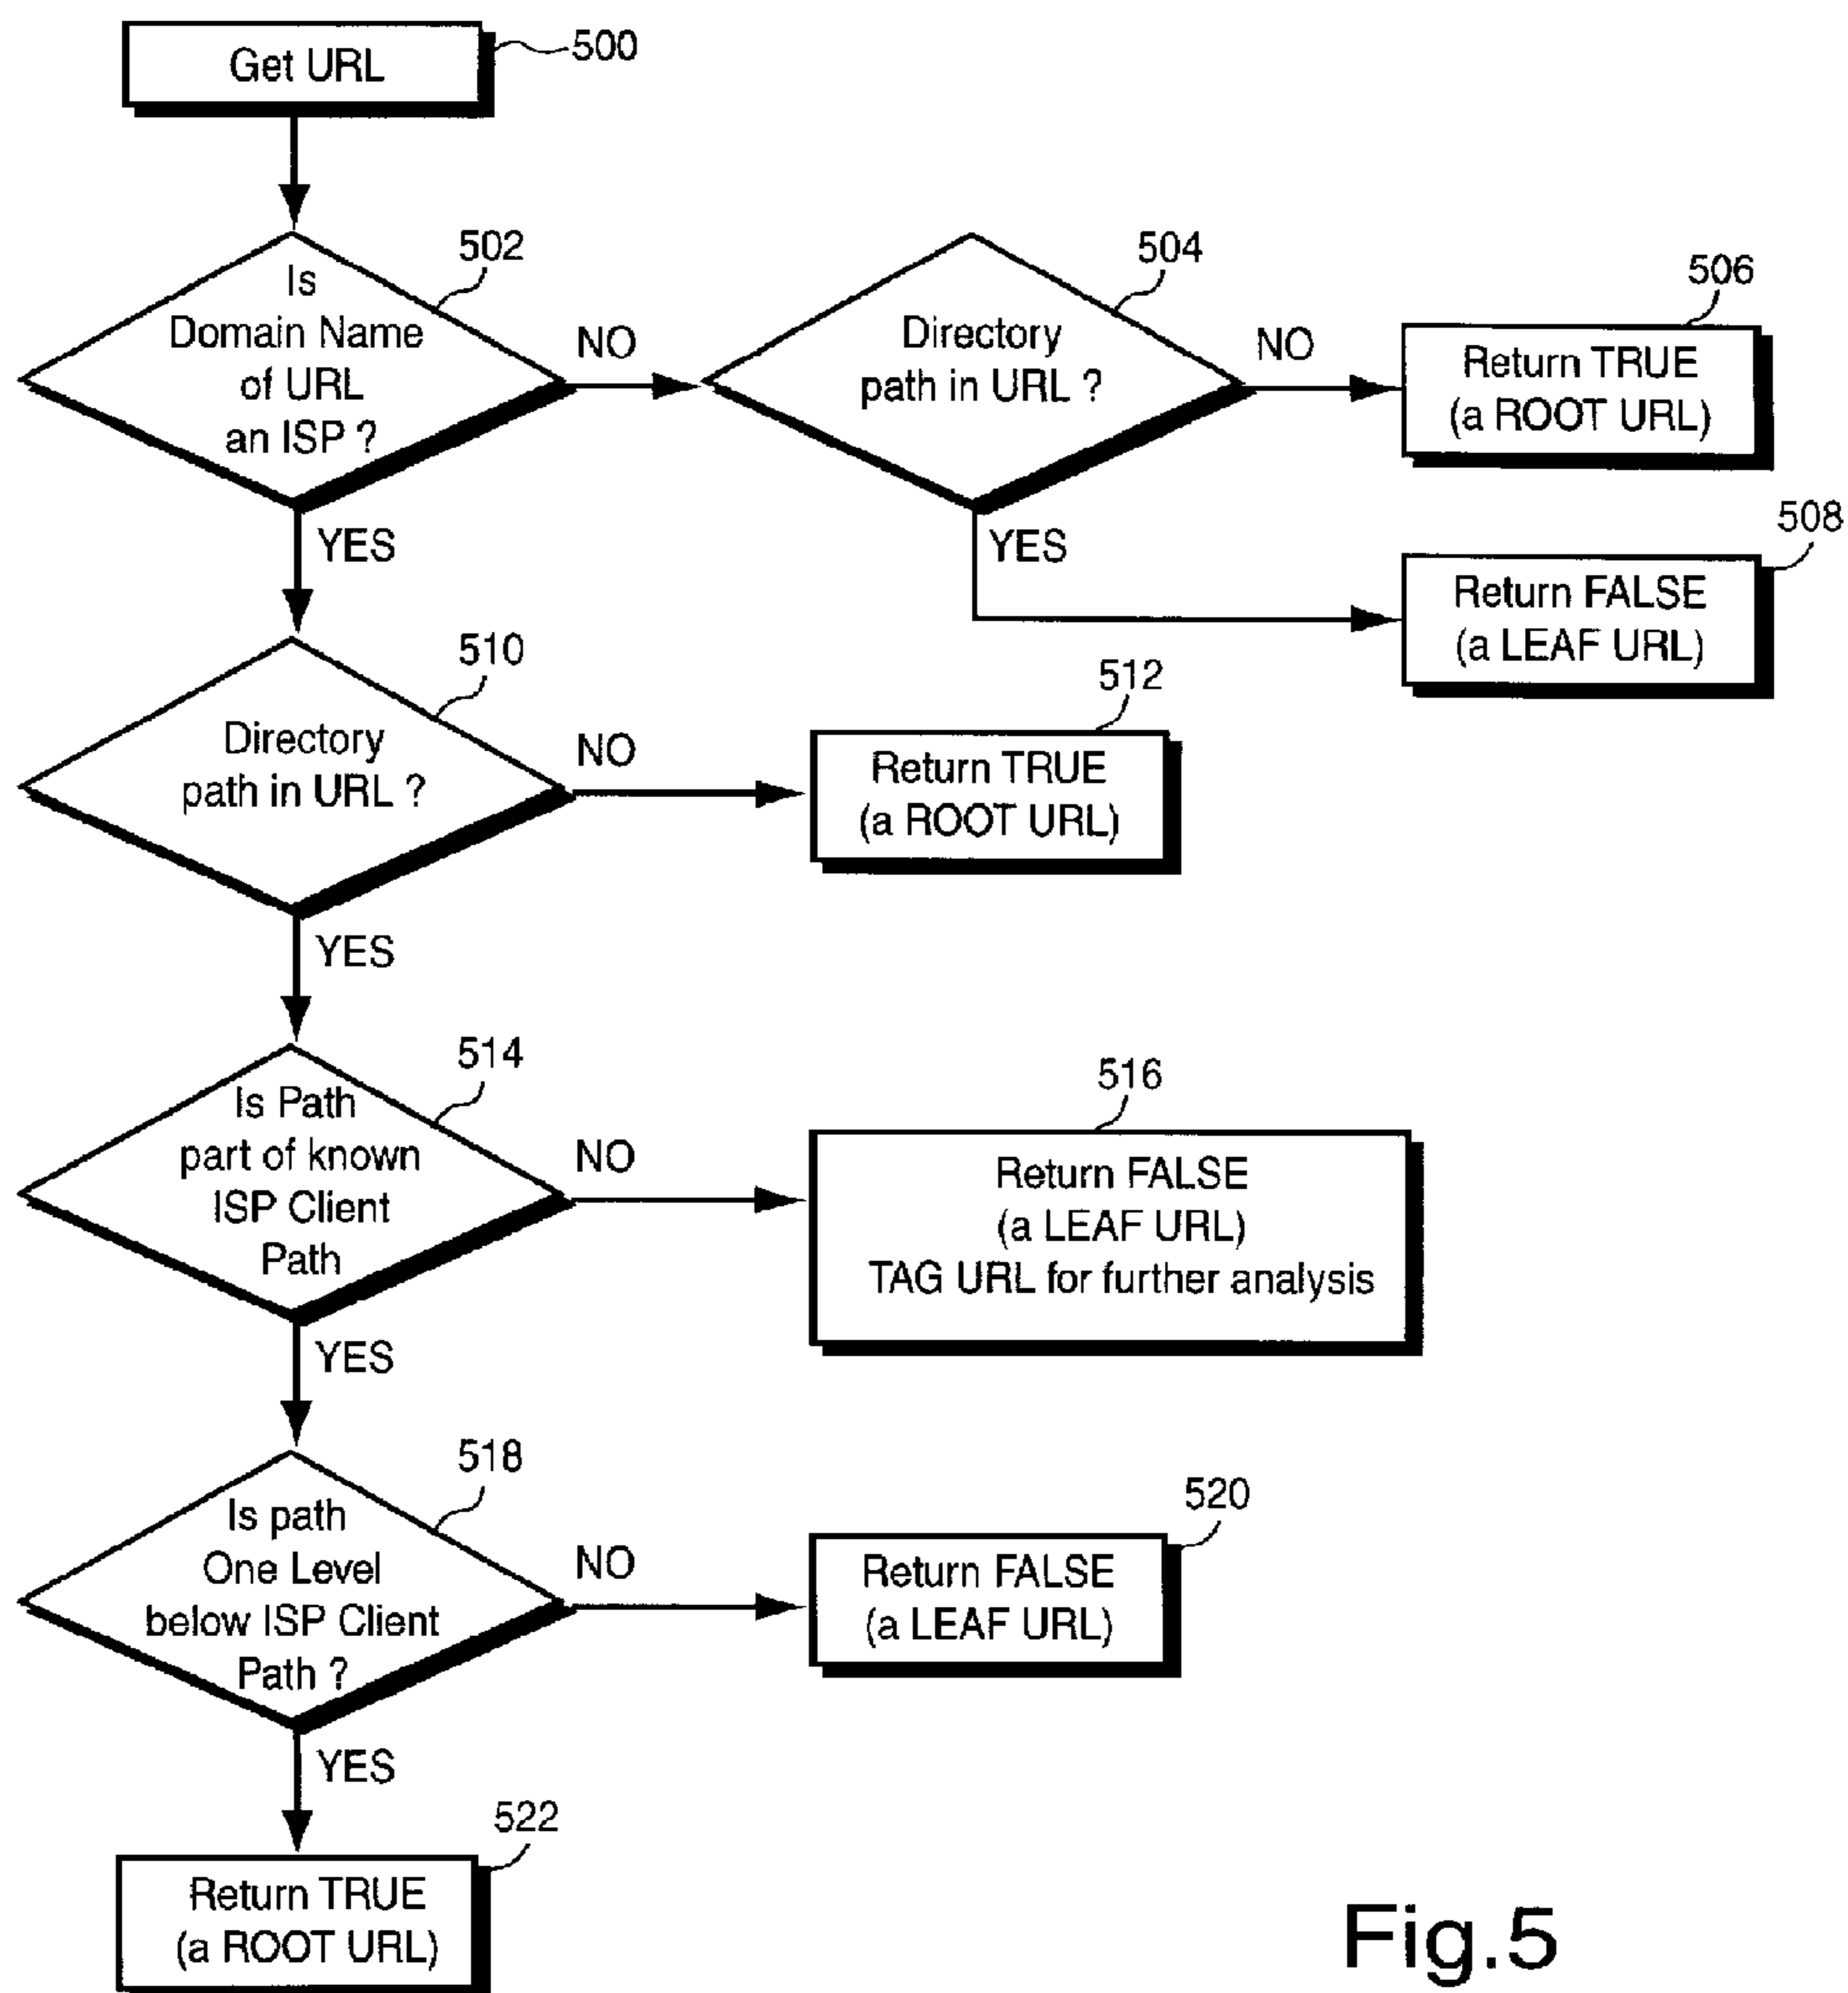 Get URL
500
Is
Domain Name
of URL
an ISP ?
502
NO
YES
Directory
path in URL ?
504
NO
YES
Return TRUE
(a ROOT URL)
506
Return FALSE
(a LEAF URL)
508
Directory
path in URL ?
510
NO
YES
Return TRUE
(a ROOT URL)
512
Is Path
part of known
ISP Client
Path
514
NO
YES
Return FALSE
(a LEAF URL)
TAG URL for further analysis
516
Is path
One Level
below ISP Client
Path ?
518
NO
YES
Return FALSE
(a LEAF URL)
520
Return TRUE
(a ROOT URL)
522
Fig.5